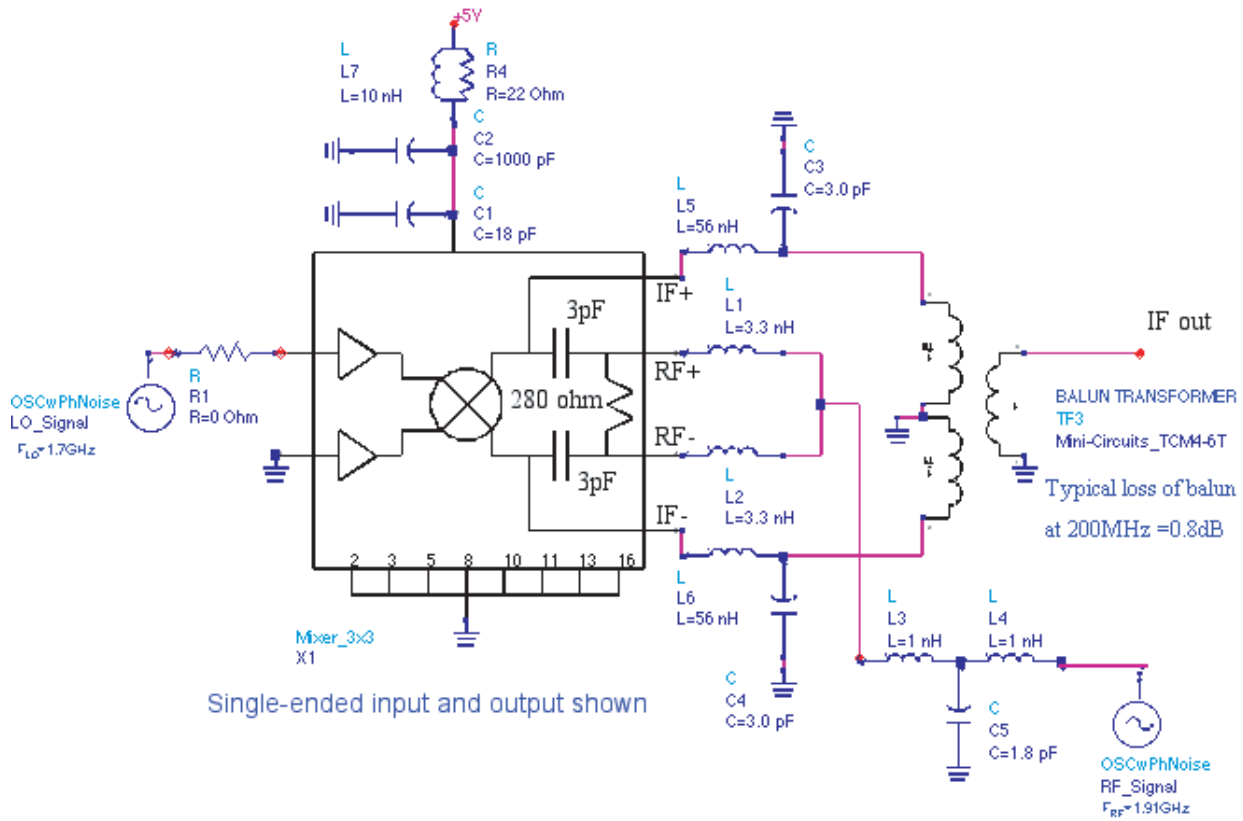 +5V
L
L7
L=10 nH
R
R4
R=22 Ohm
C
C2
C=1000 pF
C
C1
C=18 pF
C
C3
C=3.0 pF
L
L5
L=56 nH
IF+
3pF
L
L1
L=3.3 nH
RF+
280 ohm
RF-
3pF
L
L2
L=3.3 nH
IF-
L
L6
L=56 nH
R
R1
R=0 Ohm
OSCwPhNoise
LO_Signal
FLO=1.7GHz
2 3 5 8 10 11 13 16
Mixer_3x3
X1
IF out
BALUN TRANSFORMER
TF3
Mini-Circuits_TCM4-6T
Typical loss of balun
at 200MHz =0.8dB
L
L3
L=1 nH
L
L4
L=1 nH
C
C4
C=3.0 pF
C
C5
C=1.8 pF
OSCwPhNoise
RF_Signal
FRF=1.91GHz
Single-ended input and output shown